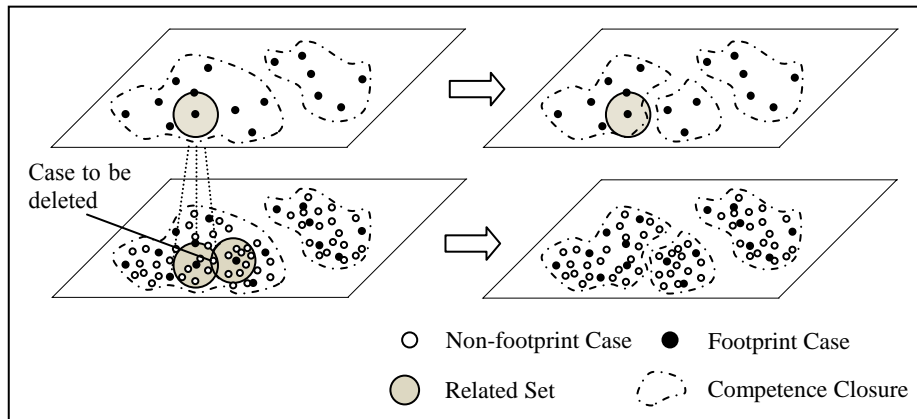 Case to be
deleted
Non-footprint Case
Footprint Case
Related Set
Competence Closure